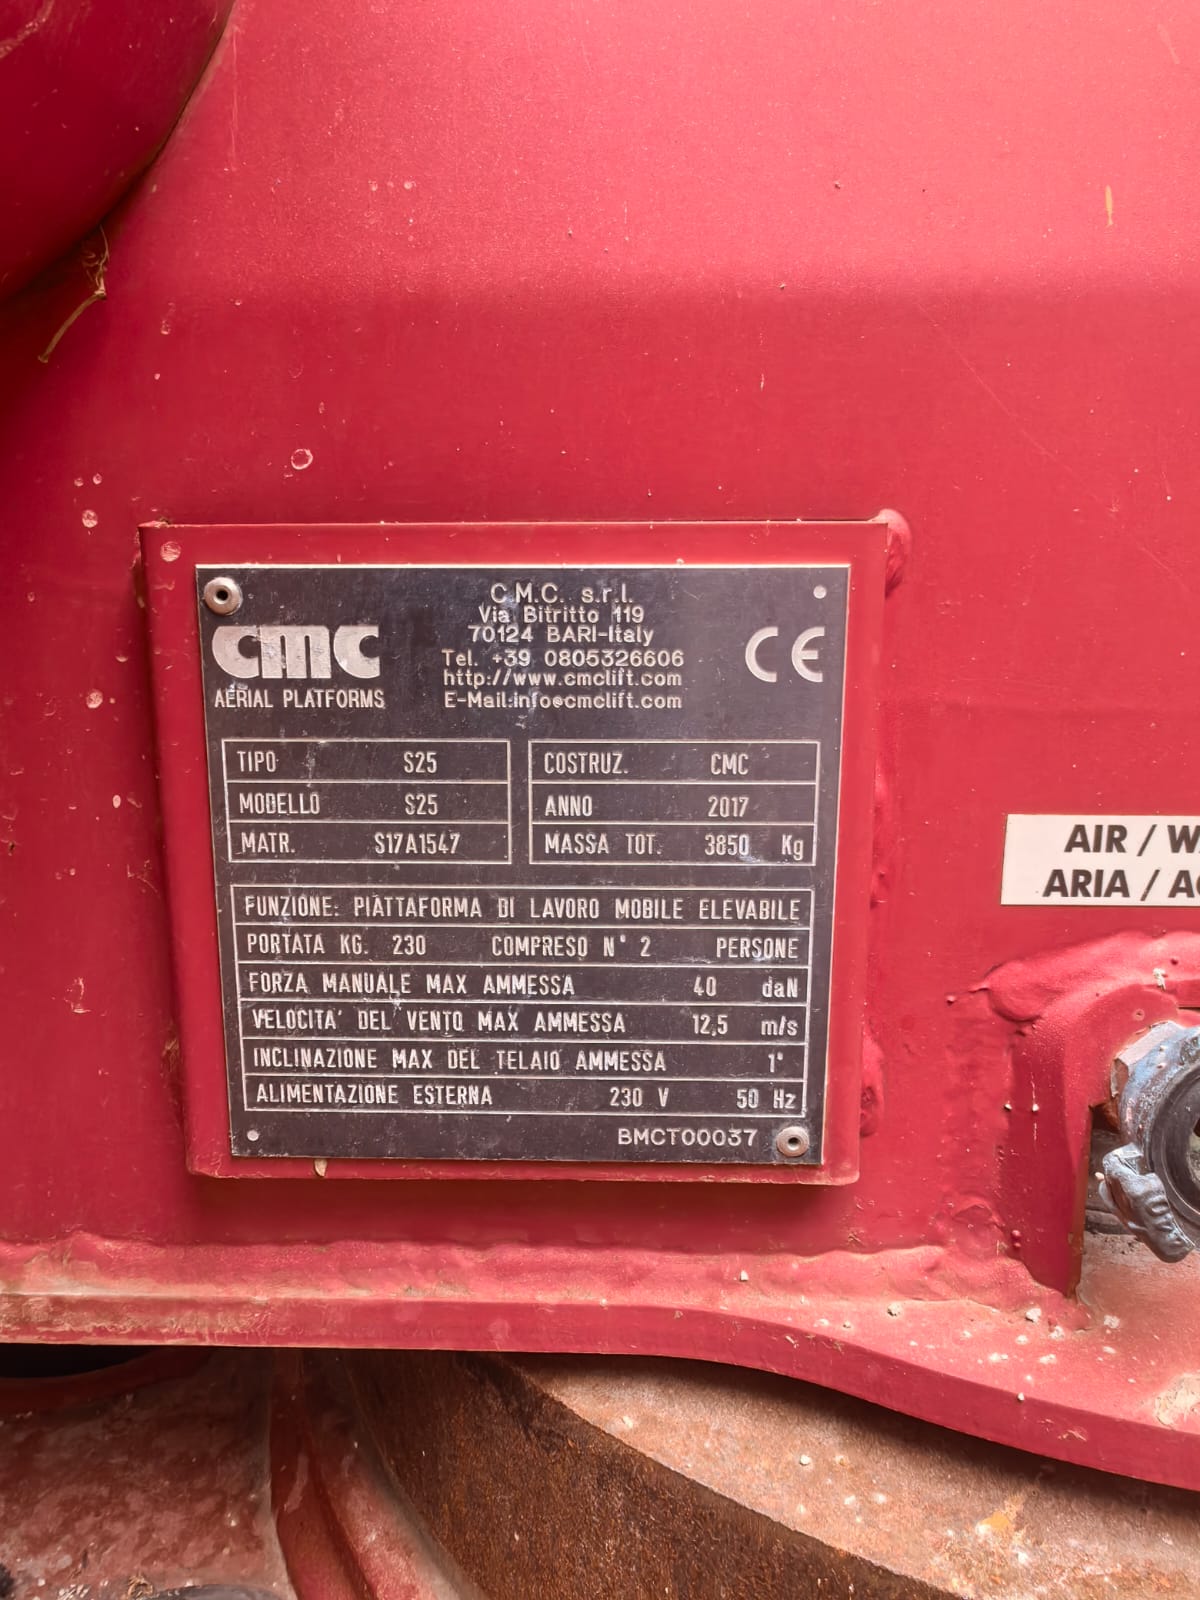 C.M.C. s.r.l.
Via Bitritto 119
70124 BARI-Italy
Tel. +39 0805326606
http://www.cmclift.com
E-Mail:info@cmclift.com
CMC
AERIAL PLATFORMS
CE
TIPO S25
MODELLO S25
MATR. S17A1547
COSTRUZ. CMC
ANNO 2017
MASSA TOT. 3850 Kg
FUNZIONE: PIATTAFORMA DI LAVORO MOBILE ELEVABILE
PORTATA KG. 230 COMPRESO N° 2 PERSONE
FORZA MANUALE MAX AMMESSA 40 daN
VELOCITA' DEL VENTO MAX AMMESSA 12,5 m/s
INCLINAZIONE MAX DEL TELAIO AMMESSA 1°
ALIMENTAZIONE ESTERNA 230 V 50 Hz
BMCT00037
AIR /
ARIA /